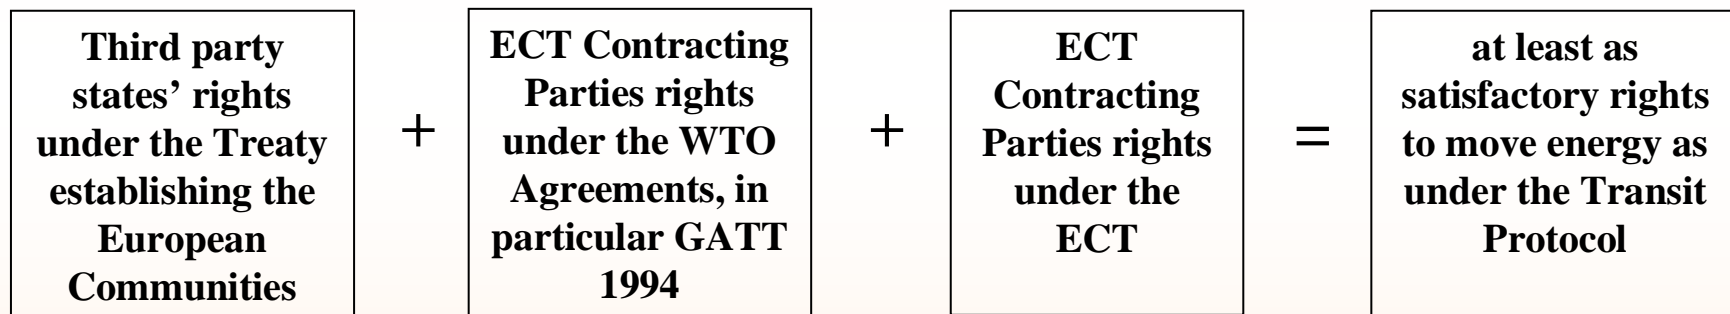 Third party
states’ rights
under the Treaty
establishing the
European
Communities
+
ECT Contracting
Parties rights
under the WTO
Agreements, in
particular GATT
1994
+
ECT
Contracting
Parties rights
under the
ECT
=
at least as
satisfactory rights
to move energy as
under the Transit
Protocol